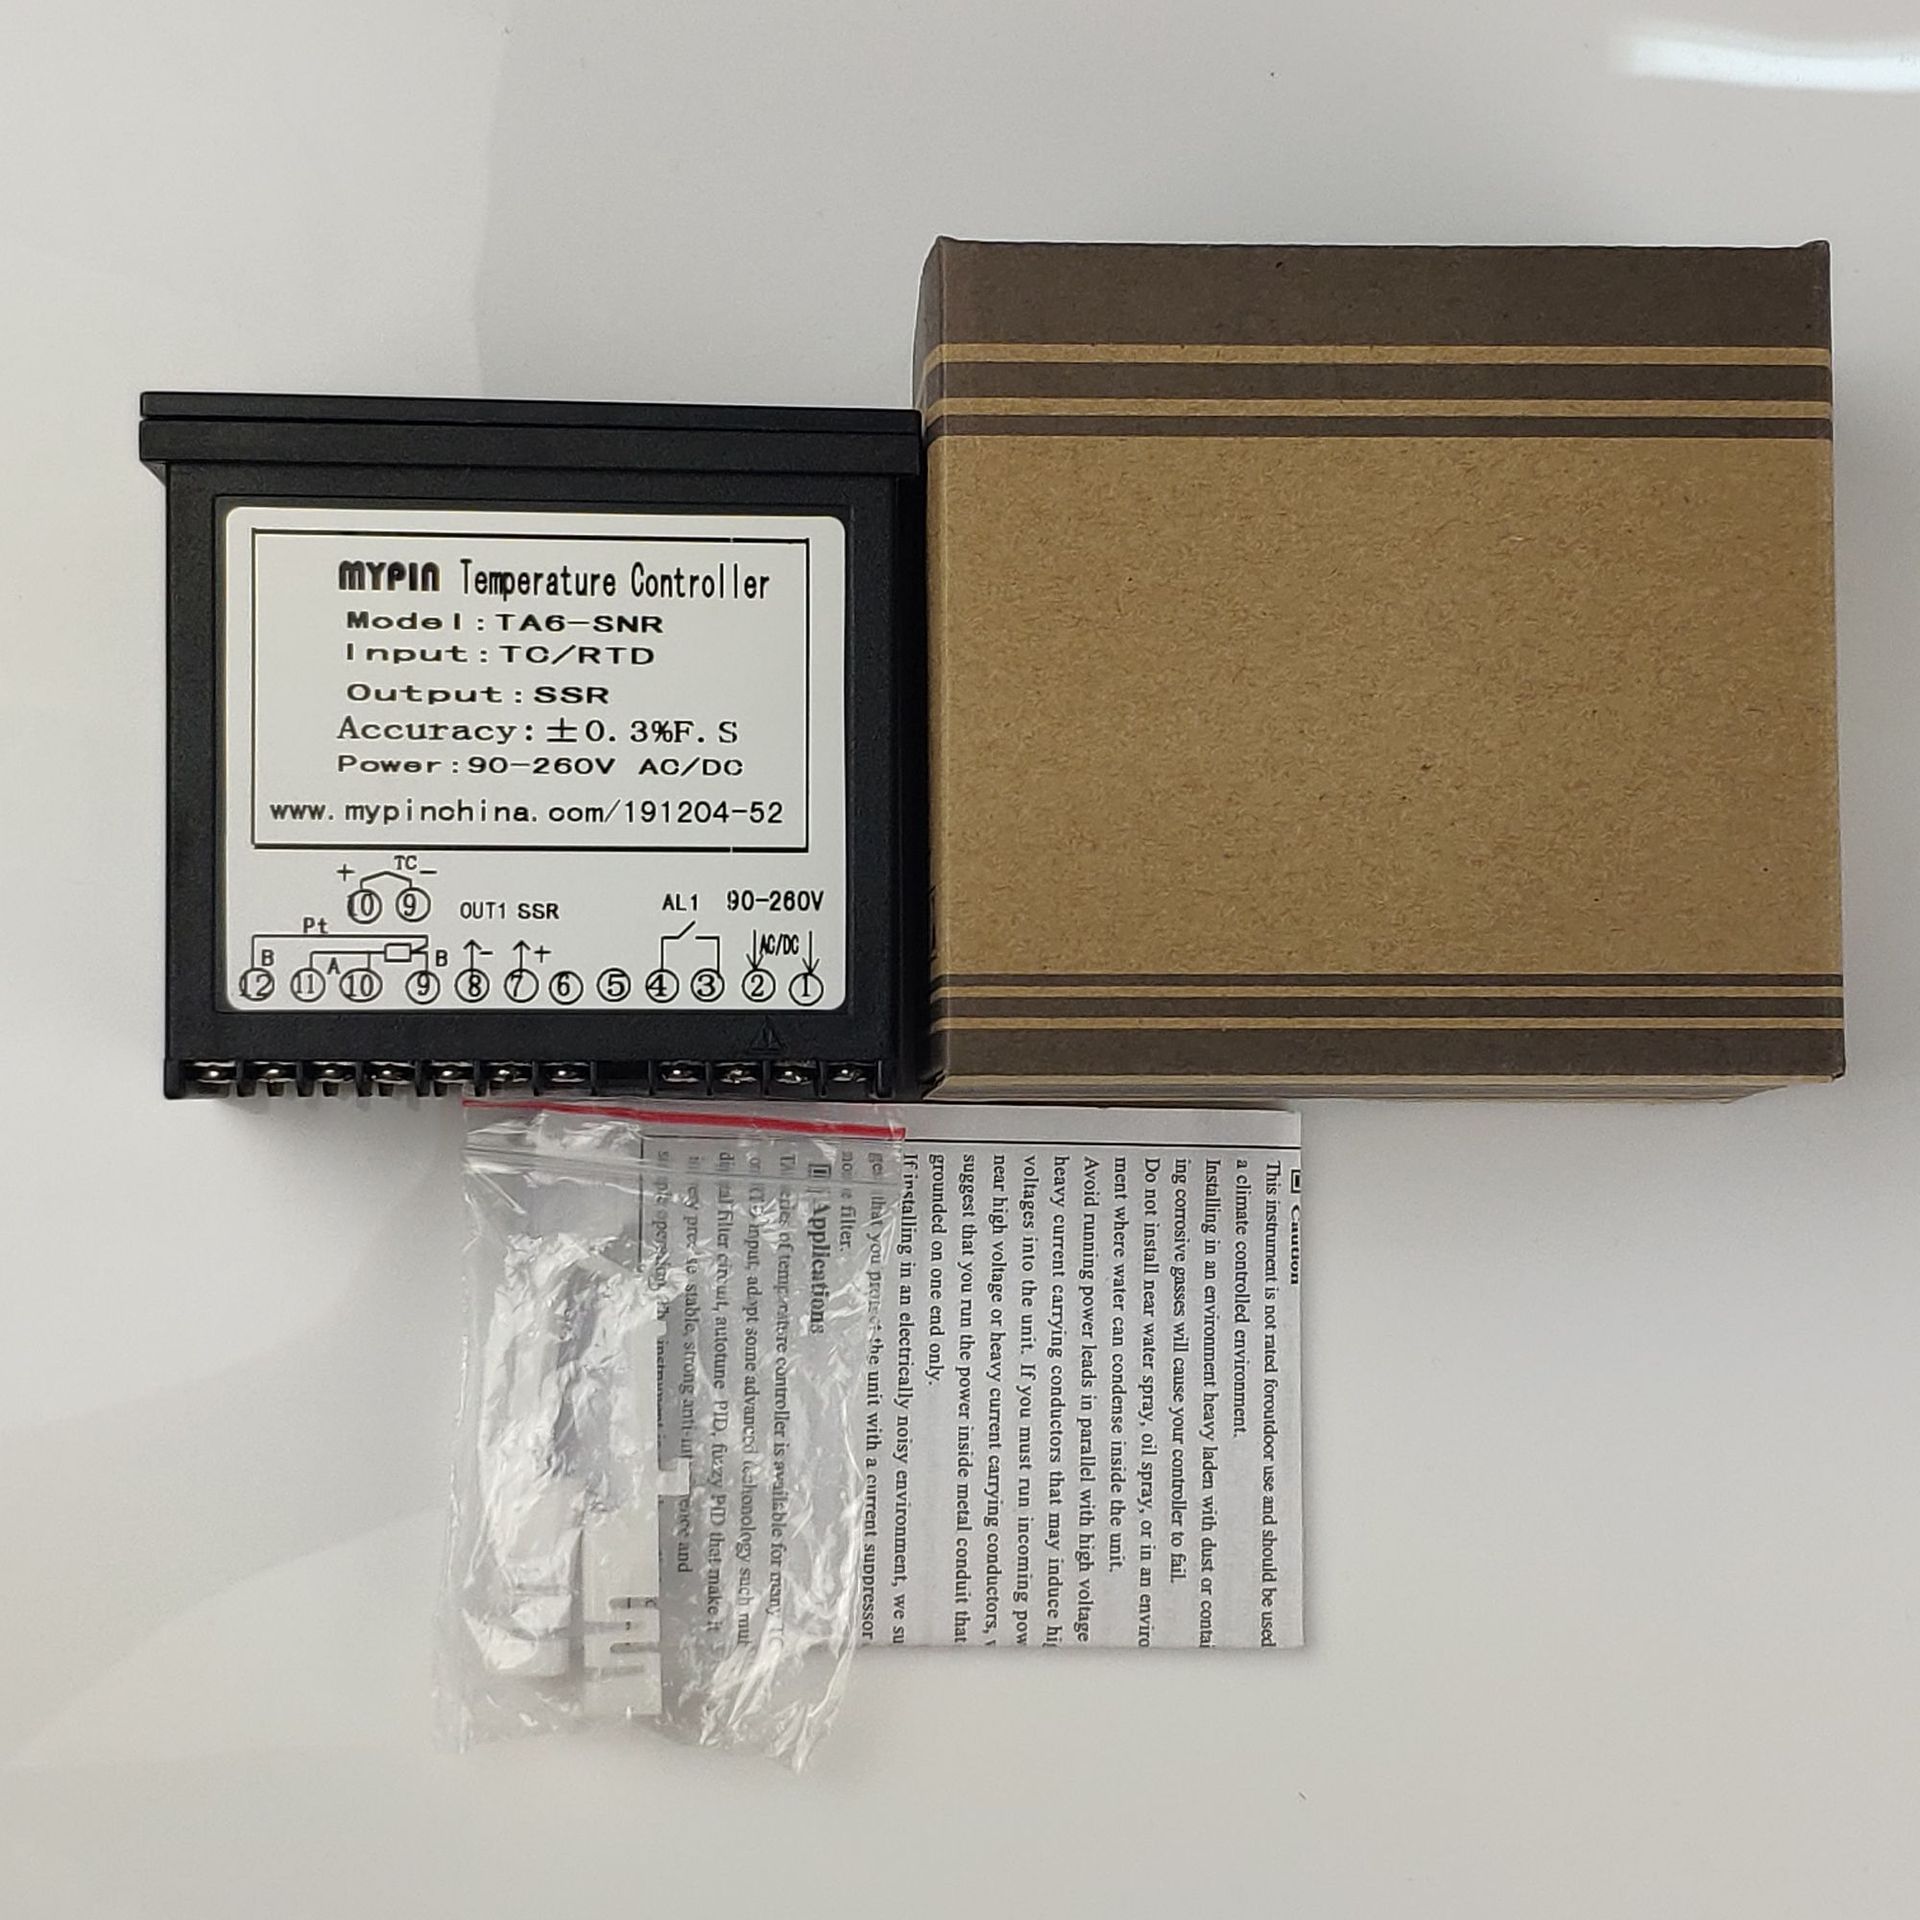 MYPIN Temperature Controller
Model:TA6-SNR
Input:TC/RTD
Output:SSR
Accuracy:±0.3%F.S
Power:90-260V AC/DC
www.mypinchina.com/191204-52
+ TC -
10 9 OUT1 SSR AL1 90-260V
Pt
B A B - + AC/DC
12 11 10 9 8 7 6 5 4 3 2 1
Caution
This instrument is not rated foroutdoor use and should be used
a climate controlled environment.
Installing in an environment heavy laden with dust or
ing corrosive gasses will cause your controller to fail.
Do not install near water spray, oil spray, or in an
ment where water can condense inside the unit.
Avoid running power leads in parallel with high voltage
heavy current carrying conductors that may induce
voltages into the unit. If you must run incoming
near high voltage or heavy current carrying conductors,
suggest that you run the power inside metal conduit that
grounded on one end only.
If installing in an electrically noisy environment, we
that you protect the unit with a current suppressor
filter.
Applications
of temperature controller is available for many TC
input, adopt some advanced techonology such
filter circuit, autotune PID, fuzzy PID that make it
stable, strong and